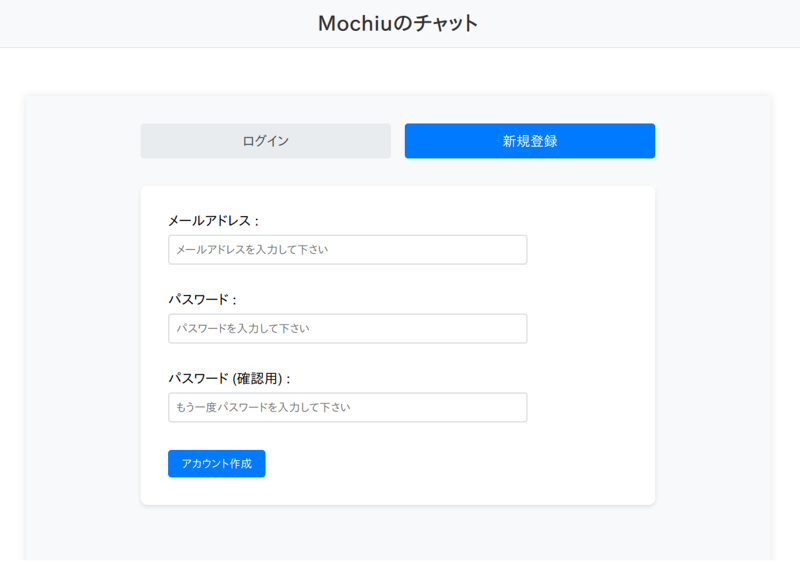 Mochiuのチャット
ログイン
新規登録
メールアドレス :
メールアドレスを入力して下さい
パスワード :
パスワードを入力して下さい
パスワード (確認用) :
もう一度パスワードを入力して下さい
アカウント作成